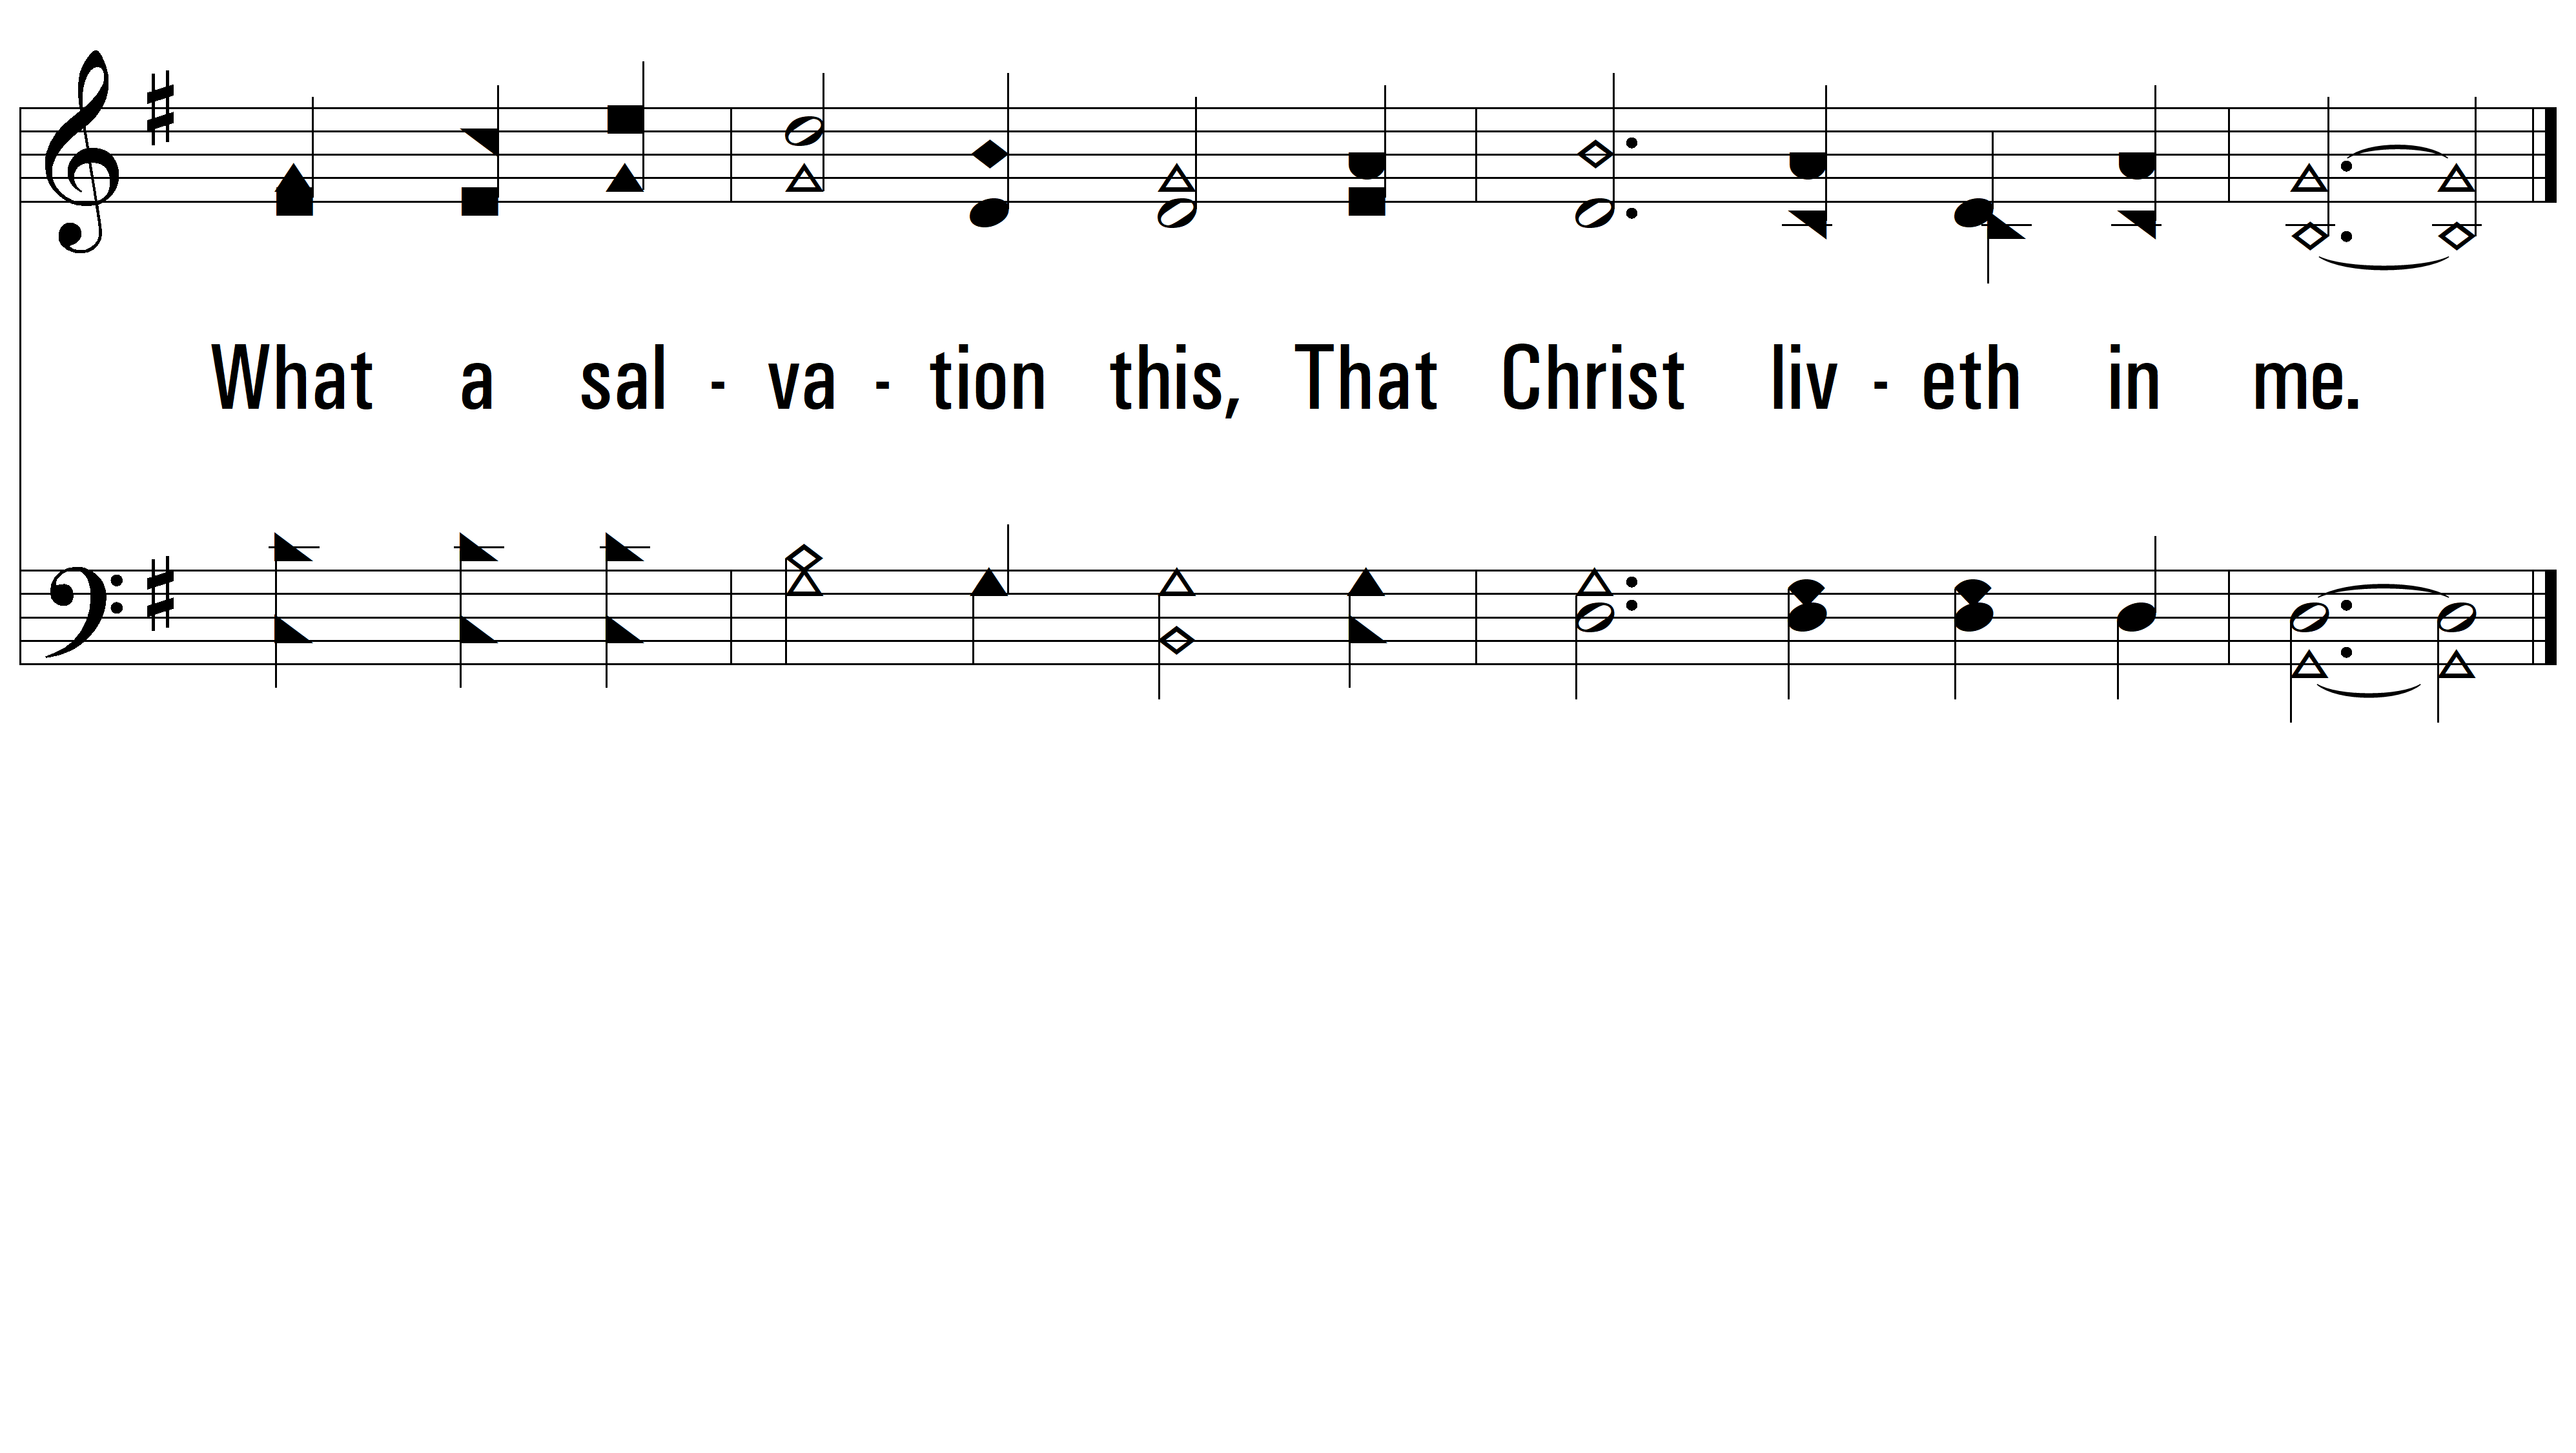 What a sal - va - tion this, That Christ liv - eth in me.